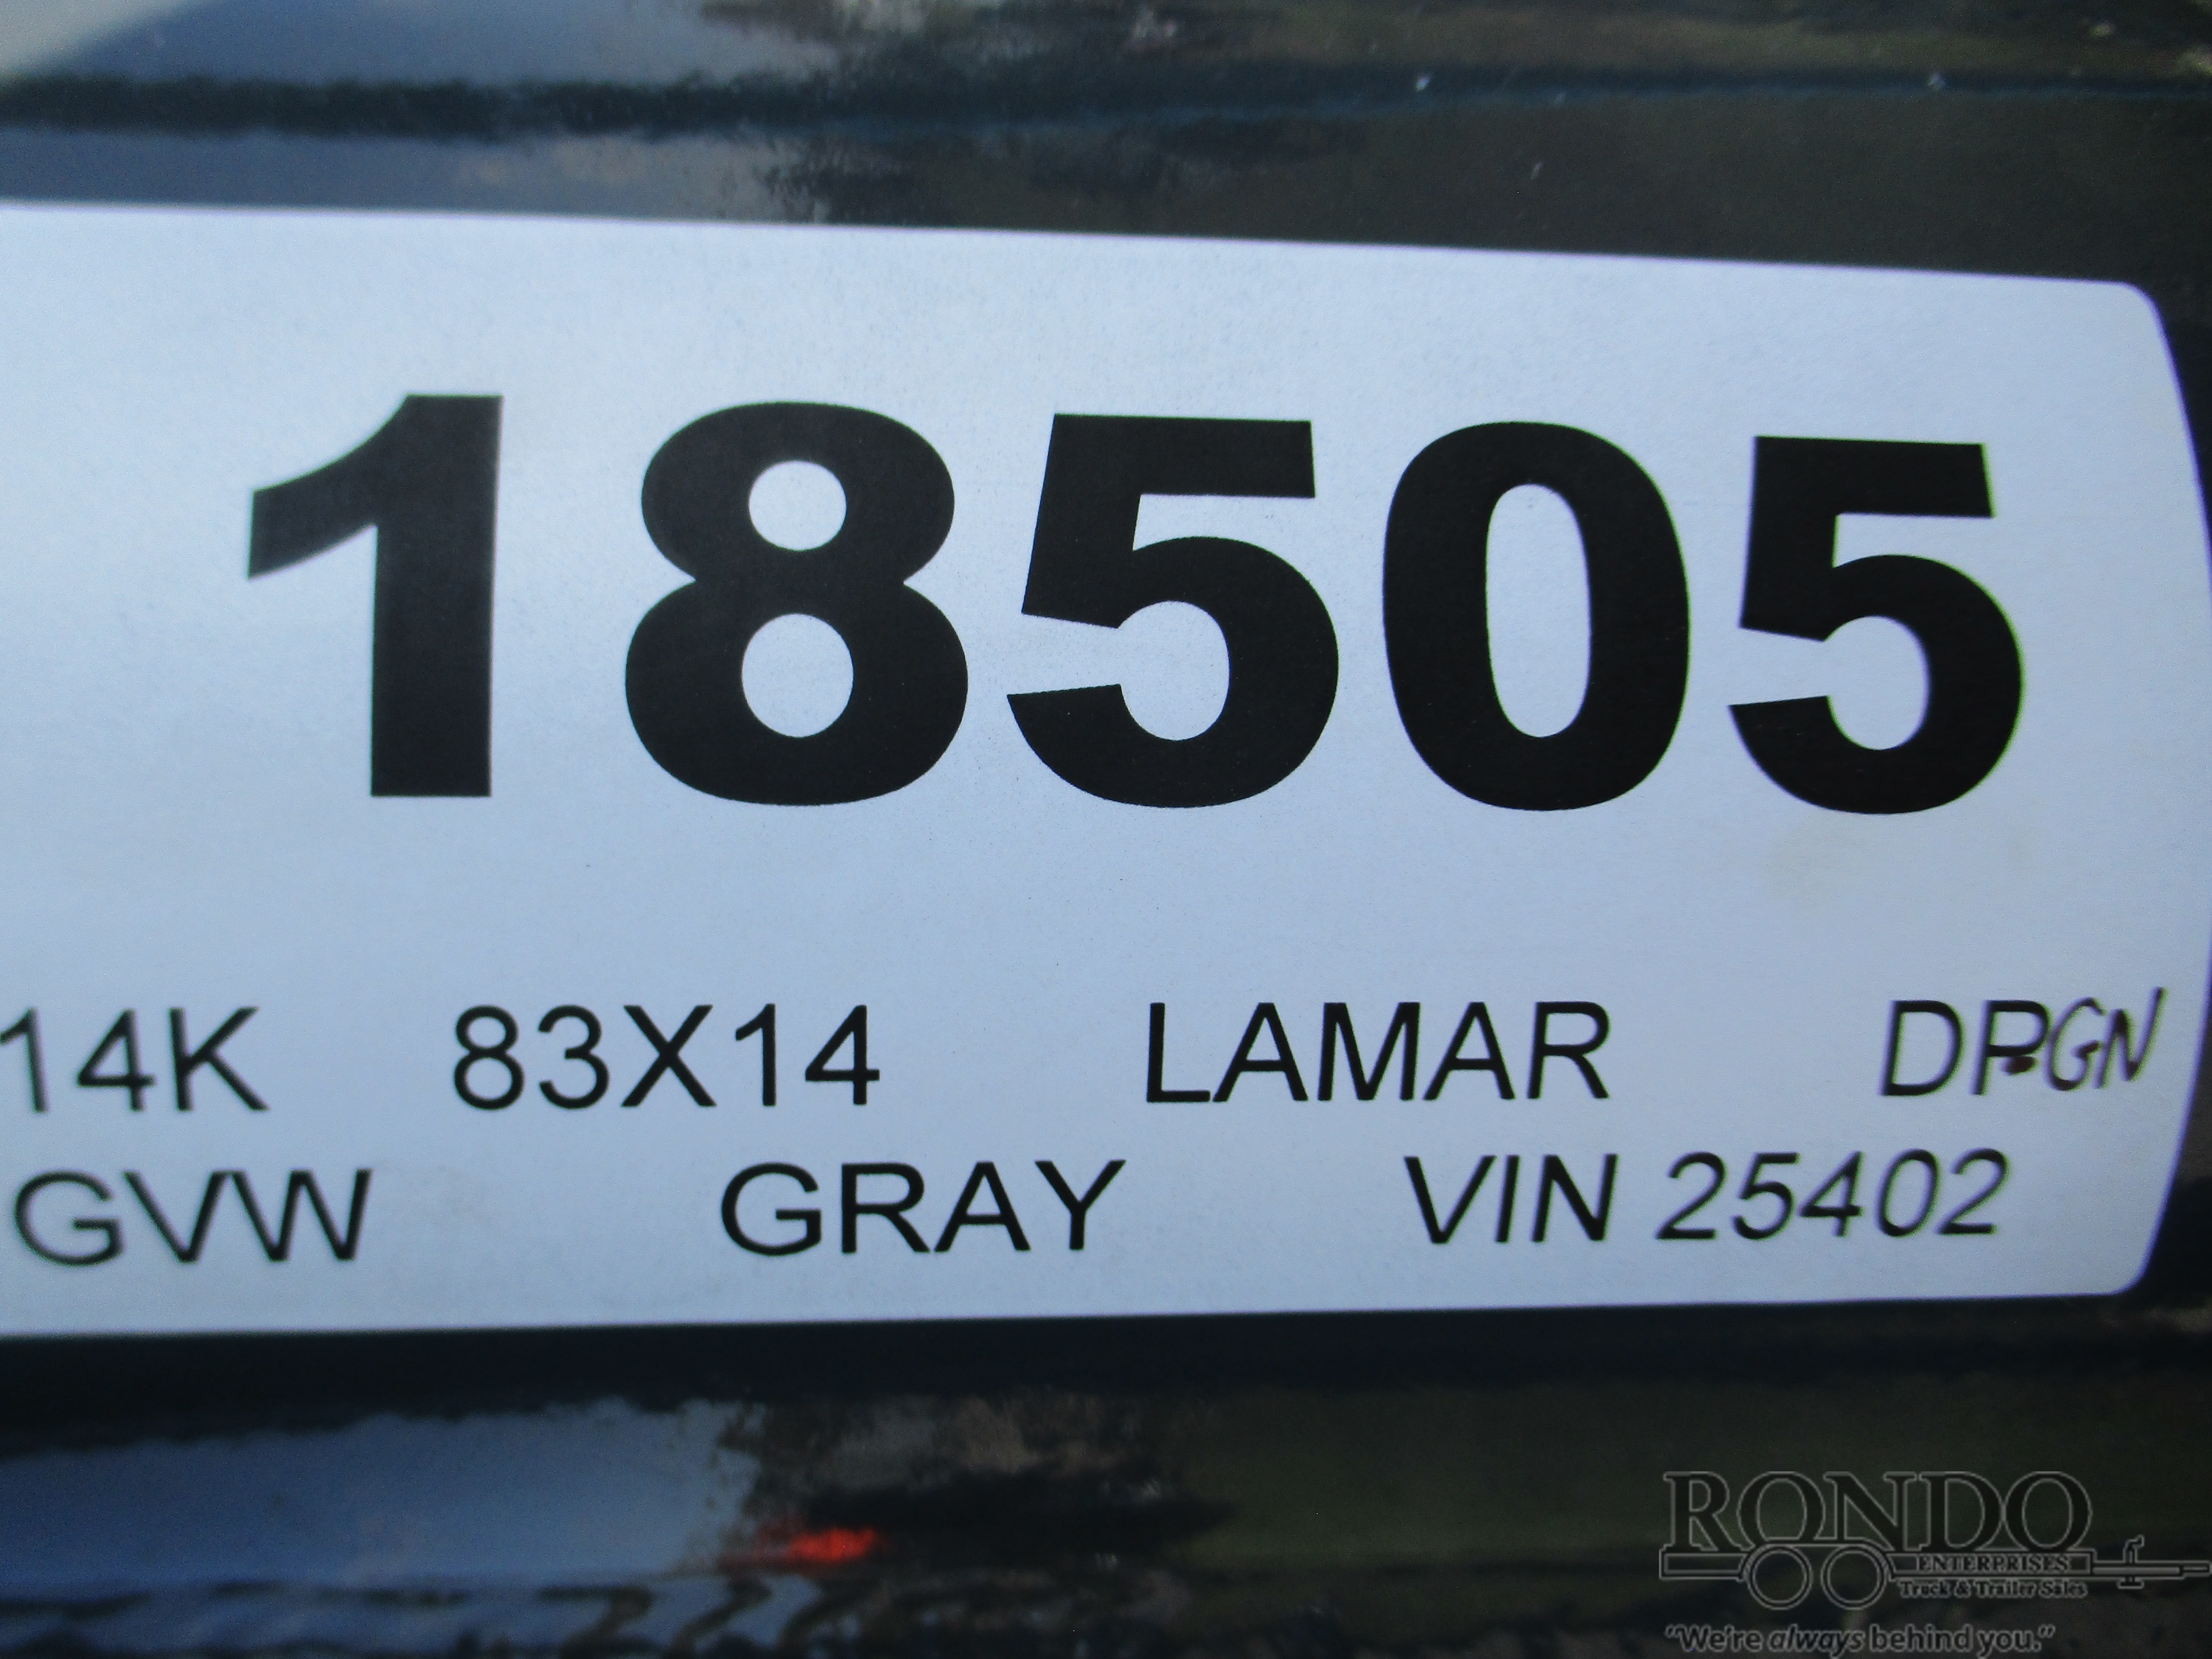 18505
14K 83X14 LAMAR DPGN
GVW GRAY VIN 25402
RONDO
ENTERPRISES
Truck & Trailer Sales
"We're always behind you."